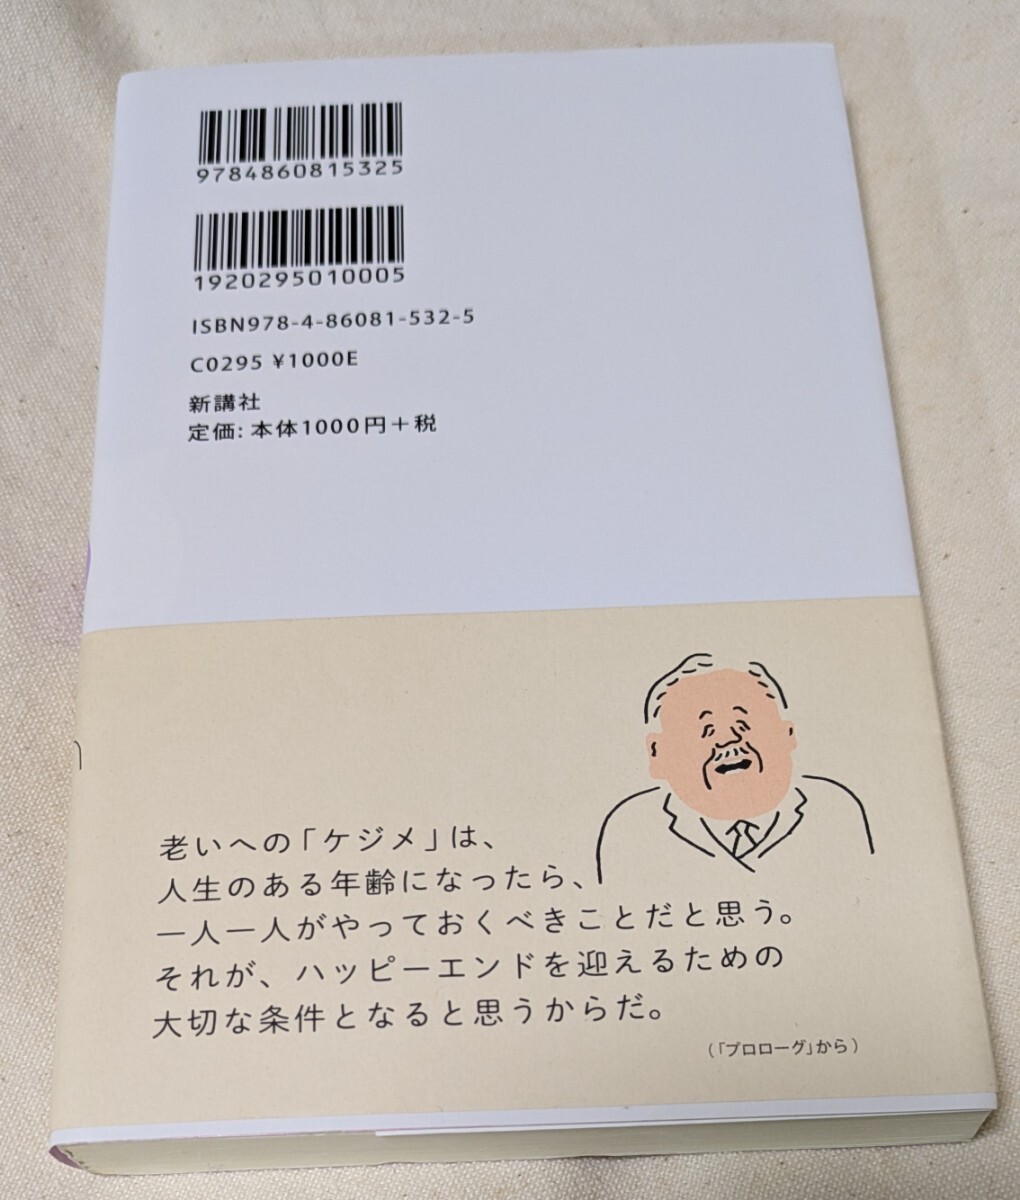 9784860815325
1920295010005
ISBN978-4-86081-532-5
C0295 ¥1000E
新講社
定価: 本体1000円＋税
老いへの「ケジメ」は、
人生のある年齢になったら、
一人一人がやっておくべきことだと思う。
それが、ハッピーエンドを迎えるための
大切な条件となると思うからだ。
(「プロローグ」から)